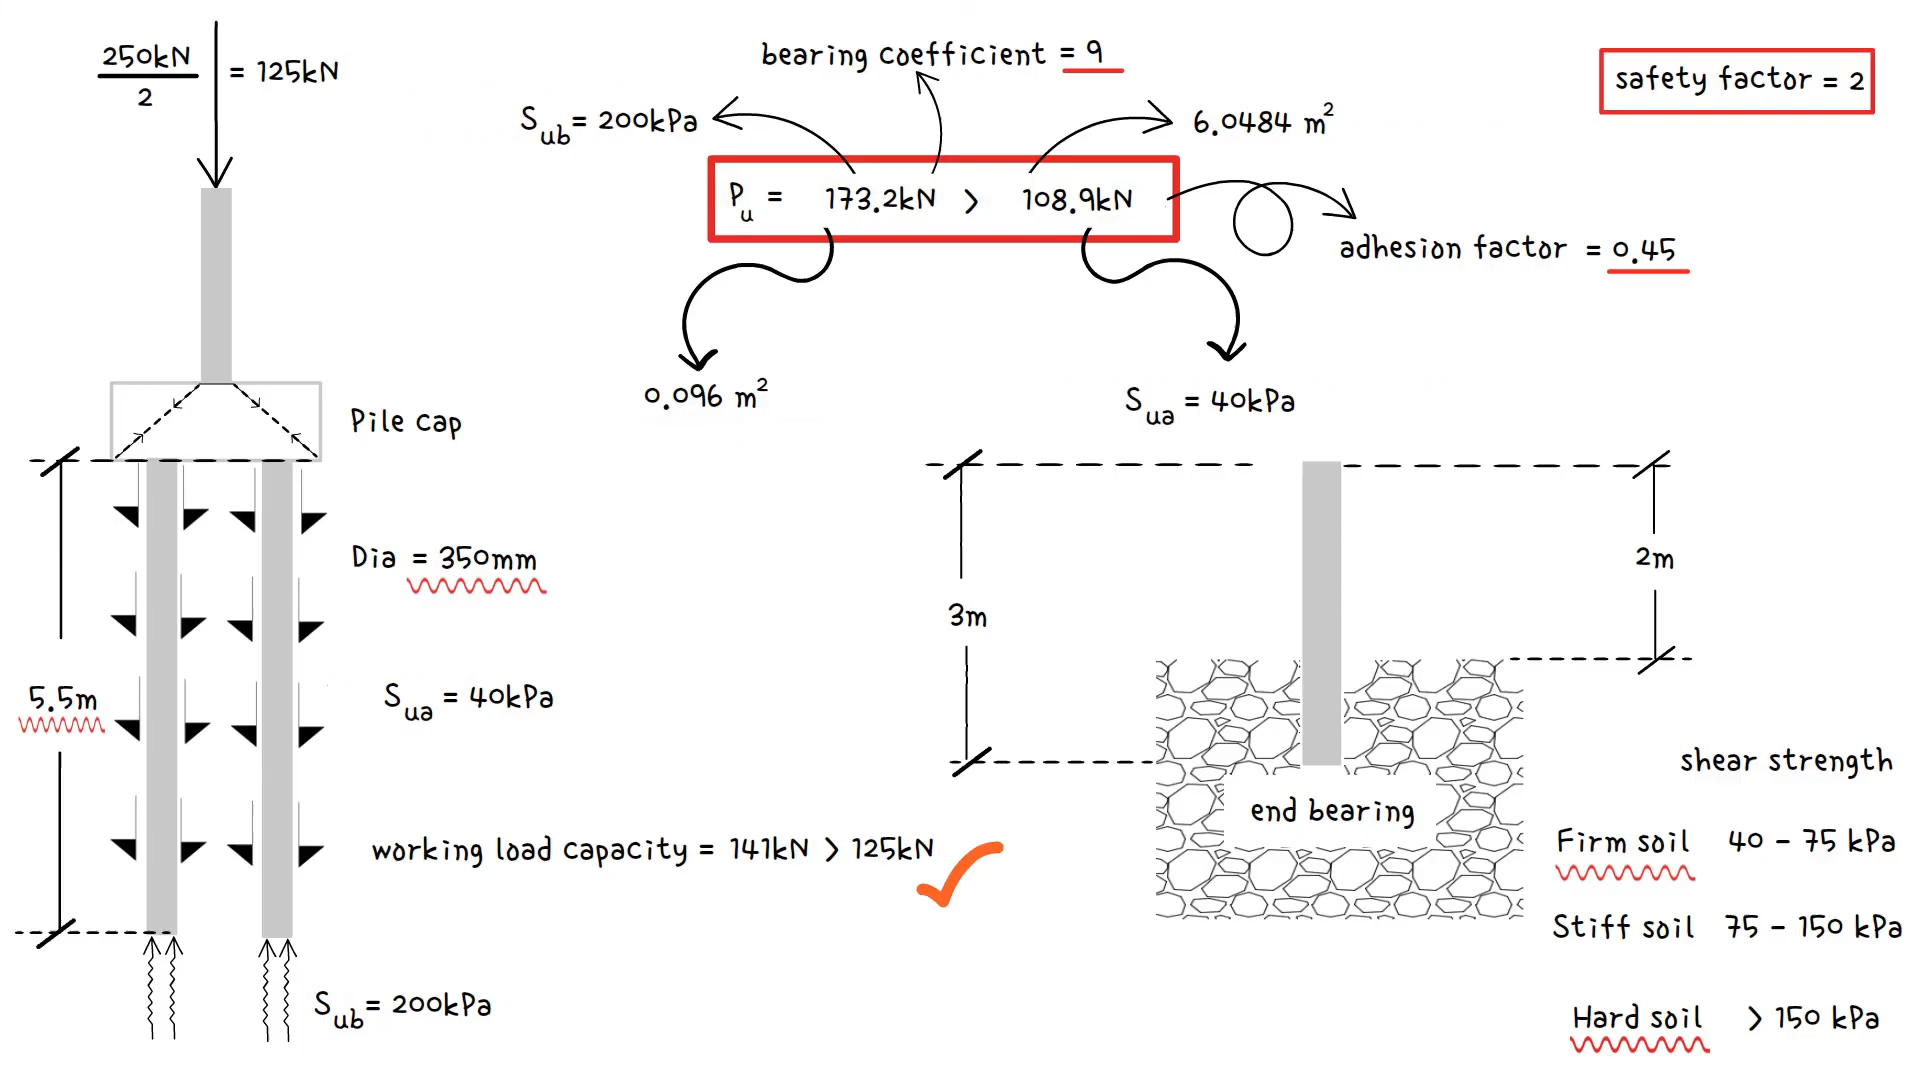 250kN
2
= 125kN
bearing coefficient = 9
safety factor = 2
Sub = 200kPa
6.0484 m²
Pu = 173.2kN > 108.9kN
adhesion factor = 0.45
0.096 m²
Sua = 40kPa
Pile cap
Dia = 350mm
2m
3m
5.5m
Sua = 40kPa
shear strength
end bearing
working load capacity = 141kN > 125kN
Firm soil 40 - 75 kPa
Stiff soil 75 - 150 kPa
Sub = 200kPa
Hard soil > 150 kPa